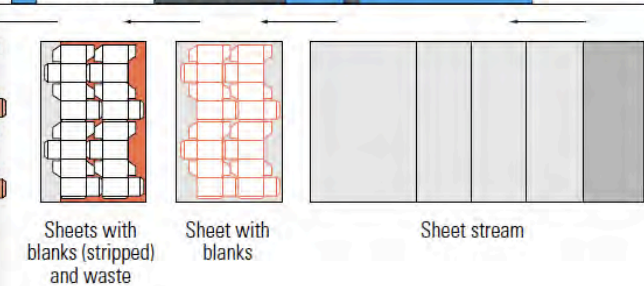 Sheets with
blanks (stripped)
and waste
Sheet with
blanks
Sheet stream